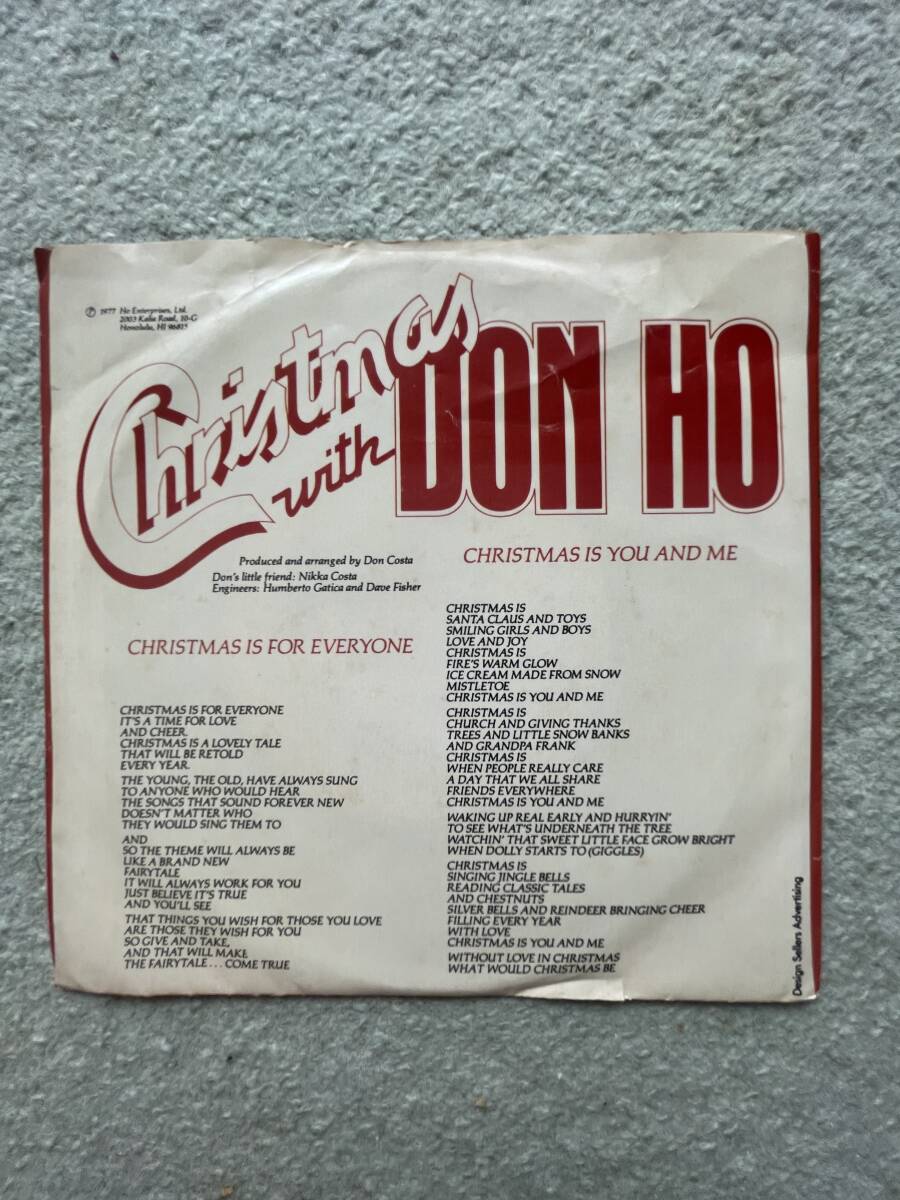 ℗ 1977 Ho Enterprises, Ltd.
2003 Kalia Road, 10-G
Honolulu, HI 96815
Christmas
with DON HO
Produced and arranged by Don Costa
Don's little friend: Nikka Costa
Engineers: Humberto Gatica and Dave Fisher
CHRISTMAS IS FOR EVERYONE
CHRISTMAS IS FOR EVERYONE
IT'S A TIME FOR LOVE
AND CHEER.
CHRISTMAS IS A LOVELY TALE
THAT WILL BE RETOLD
EVERY YEAR.
THE YOUNG, THE OLD, HAVE ALWAYS SUNG
TO ANYONE WHO WOULD HEAR
THE SONGS THAT SOUND FOREVER NEW
DOESN'T MATTER WHO
THEY WOULD SING THEM TO
AND
SO THE THEME WILL ALWAYS BE
LIKE A BRAND NEW
FAIRYTALE
IT WILL ALWAYS WORK FOR YOU
JUST BELIEVE IT'S TRUE
AND YOU'LL SEE
THAT THINGS YOU WISH FOR THOSE YOU LOVE
ARE THOSE THEY WISH FOR YOU
SO GIVE AND TAKE,
AND THAT WILL MAKE
THE FAIRYTALE . . . COME TRUE
CHRISTMAS IS YOU AND ME
CHRISTMAS IS
SANTA CLAUS AND TOYS
SMILING GIRLS AND BOYS
LOVE AND JOY
CHRISTMAS IS
FIRE'S WARM GLOW
ICE CREAM MADE FROM SNOW
MISTLETOE
CHRISTMAS IS YOU AND ME
CHRISTMAS IS
CHURCH AND GIVING THANKS
TREES AND LITTLE SNOW BANKS
AND GRANDPA FRANK
CHRISTMAS IS
WHEN PEOPLE REALLY CARE
A DAY THAT WE ALL SHARE
FRIENDS EVERYWHERE
CHRISTMAS IS YOU AND ME
WAKING UP REAL EARLY AND HURRYIN'
TO SEE WHAT'S UNDERNEATH THE TREE
WATCHIN' THAT SWEET LITTLE FACE GROW BRIGHT
WHEN DOLLY STARTS TO (GIGGLES)
CHRISTMAS IS
SINGING JINGLE BELLS
READING CLASSIC TALES
AND CHESTNUTS
SILVER BELLS AND REINDEER BRINGING CHEER
FILLING EVERY YEAR
WITH LOVE
CHRISTMAS IS YOU AND ME
WITHOUT LOVE IN CHRISTMAS
WHAT WOULD CHRISTMAS BE
Design Sellers Advertising